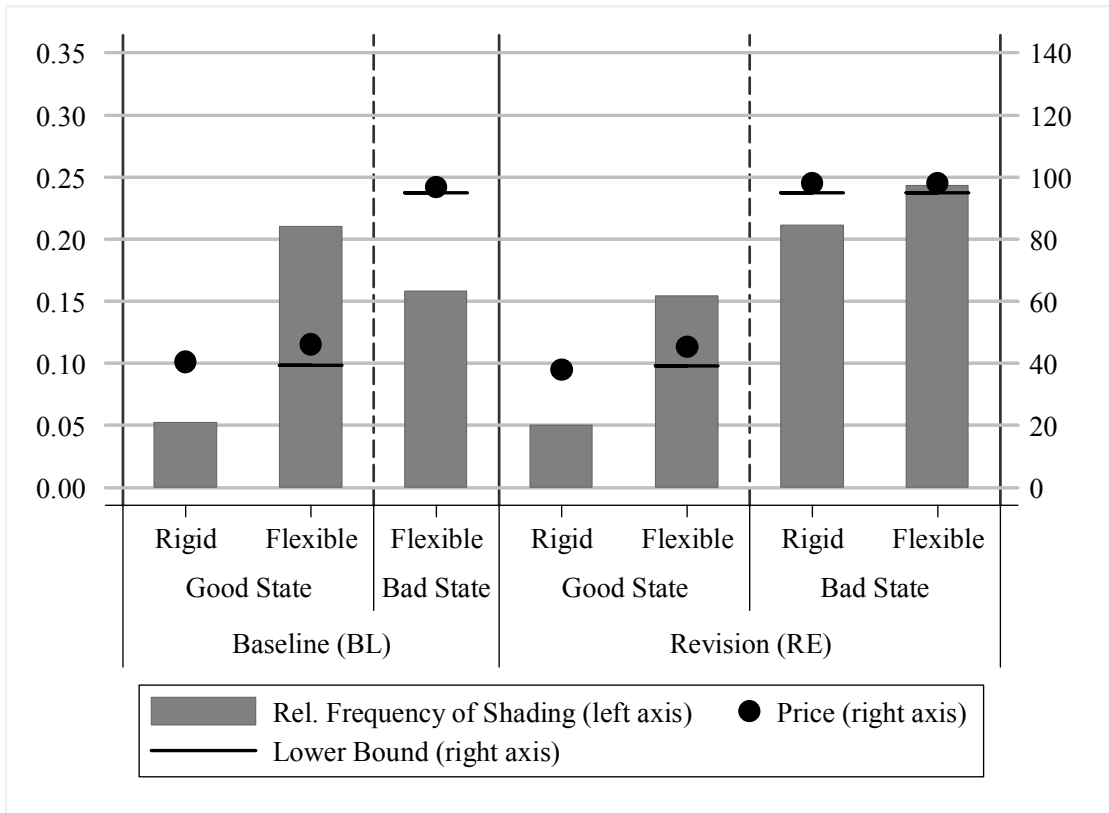 0.35 140
0.30 120
0.25 100
0.20 80
0.15 60
0.10 40
0.05 20
0.00 0
Rigid Flexible Flexible Rigid Flexible Rigid Flexible
Good State Bad State Good State Bad State
Baseline (BL) Revision (RE)
Rel. Frequency of Shading (left axis) Price (right axis)
Lower Bound (right axis)